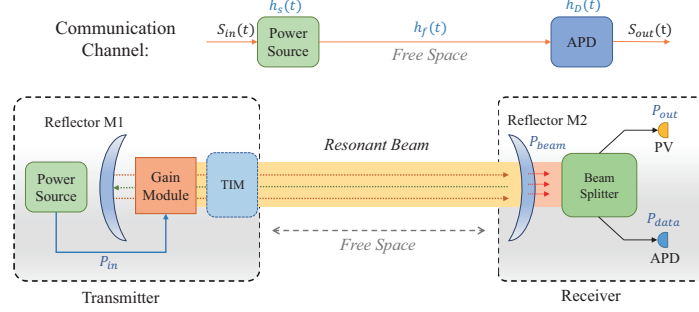 Communication
Channel:
S_in(t)
h_s(t)
Power
Source
h_f(t)
Free Space
h_D(t)
APD
S_out(t)
Reflector M1
Power
Source
Gain
Module
TIM
P_in
Transmitter
Resonant Beam
Free Space
Reflector M2
P_beam
Beam
Splitter
P_out
PV
P_data
APD
Receiver